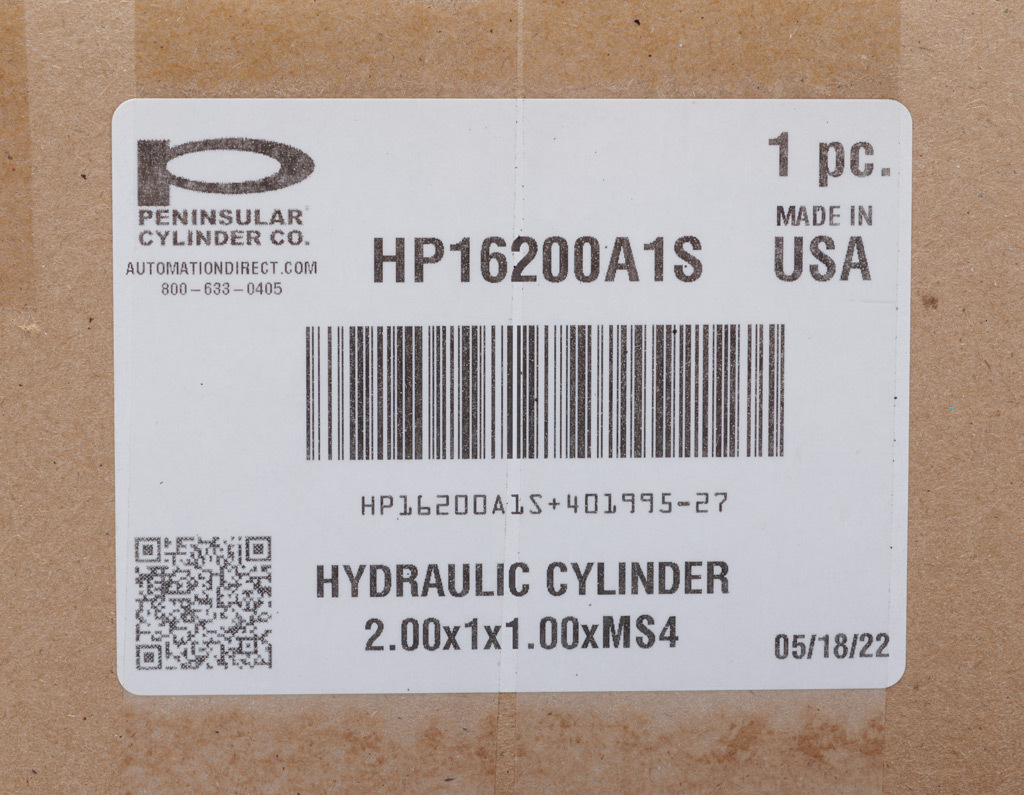 PENINSULAR
CYLINDER CO.
AUTOMATIONDIRECT.COM
800-633-0405
1 pc.
MADE IN
USA
HP16200A1S
HP16200A1S+401995-27
HYDRAULIC CYLINDER
2.00x1x1.00xMS4
05/18/22